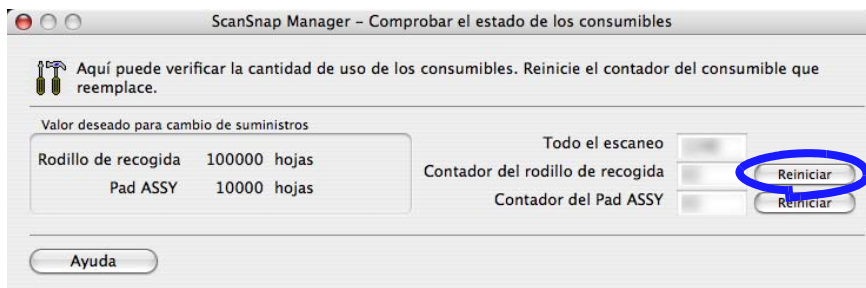 ScanSnap Manager – Comprobar el estado de los consumibles
Aquí puede verificar la cantidad de uso de los consumibles. Reinicie el contador del consumible que
reemplace.
Valor deseado para cambio de suministros
Rodillo de recogida 100000 hojas
Pad ASSY 10000 hojas
Todo el escaneo
Contador del rodillo de recogida Reiniciar
Contador del Pad ASSY Reiniciar
Ayuda